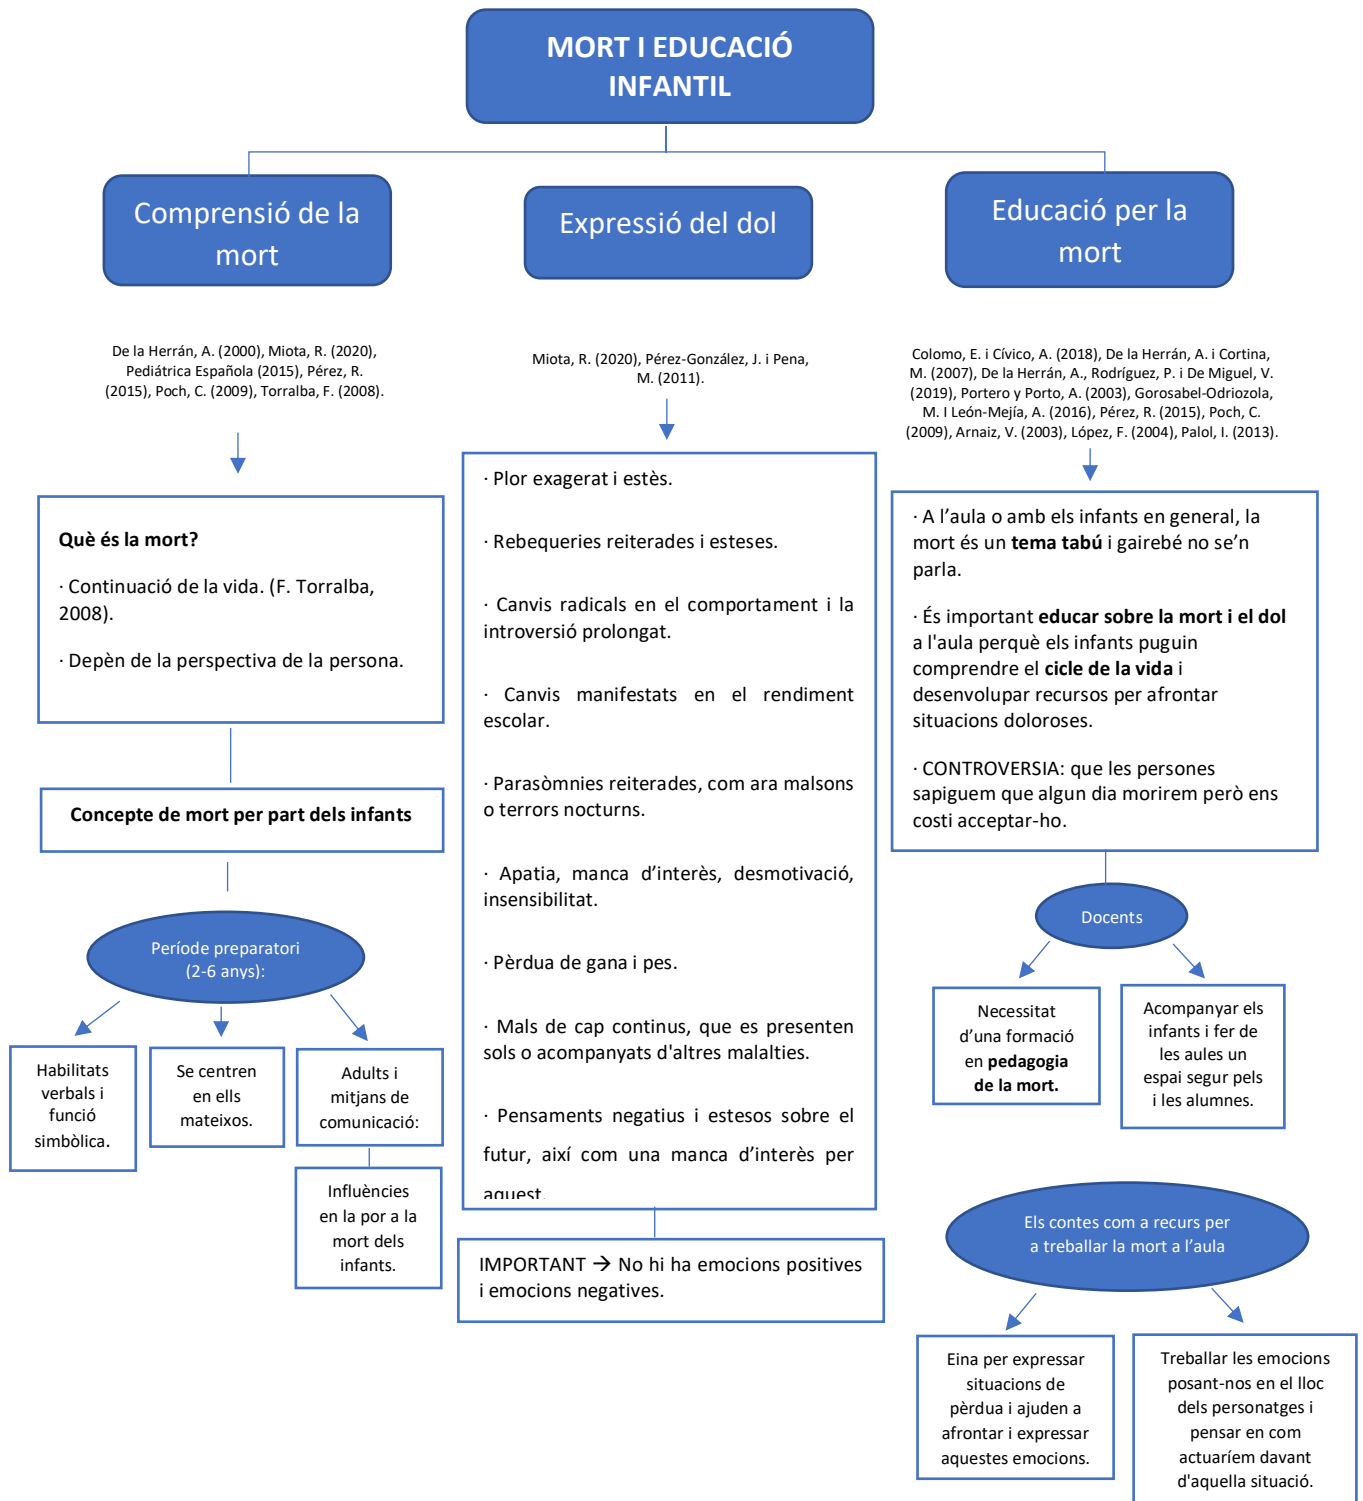 MORT I EDUCACIÓ
INFANTIL
Comprensió de la
mort
De la Herrán, A. (2000), Miota, R. (2020),
Pediátrica Española (2015), Pérez, R.
(2015), Poch, C. (2009), Torralba, F. (2008).
Què és la mort?
· Continuació de la vida. (F. Torralba,
2008).
· Depèn de la perspectiva de la persona.
Concepte de mort per part dels infants
Període preparatori
(2-6 anys):
Habilitats
verbals i
funció
simbòlica.
Se centren
en ells
mateixos.
Adults i
mitjans de
comunicació:
Influències
en la por a la
mort dels
infants.
Expressió del dol
Miota, R. (2020), Pérez-González, J. i Pena,
M. (2011).
· Plor exagerat i estès.
· Rebequeries reiterades i esteses.
· Canvis radicals en el comportament i la
introversió prolongat.
· Canvis manifestats en el rendiment
escolar.
· Parasòmnies reiterades, com ara malsons
o terrors nocturns.
· Apatia, manca d’interès, desmotivació,
insensibilitat.
· Pèrdua de gana i pes.
· Mals de cap continus, que es presenten
sols o acompanyats d'altres malalties.
· Pensaments negatius i estesos sobre el
futur, així com una manca d’interès per
aquest.
IMPORTANT → No hi ha emocions positives
i emocions negatives.
Educació per la
mort
Colomo, E. i Cívico, A. (2018), De la Herrán, A. i Cortina,
M. (2007), De la Herrán, A., Rodríguez, P. i De Miguel, V.
(2019), Portero y Porto, A. (2003), Gorosabel-Odriozola,
M. I León-Mejía, A. (2016), Pérez, R. (2015), Poch, C.
(2009), Arnaiz, V. (2003), López, F. (2004), Palol, I. (2013).
· A l’aula o amb els infants en general, la
mort és un tema tabú i gairebé no se’n
parla.
· És important educar sobre la mort i el dol
a l'aula perquè els infants puguin
comprendre el cicle de la vida i
desenvolupar recursos per afrontar
situacions doloroses.
· CONTROVERSIA: que les persones
sapiguem que algun dia morirem però ens
costi acceptar-ho.
Docents
Necessitat
d’una formació
en pedagogia
de la mort.
Acompanyar els
infants i fer de
les aules un
espai segur pels
i les alumnes.
Els contes com a recurs per
a treballar la mort a l’aula
Eina per expressar
situacions de
pèrdua i ajuden a
afrontar i expressar
aquestes emocions.
Treballar les emocions
posant-nos en el lloc
dels personatges i
pensar en com
actuaríem davant
d'aquella situació.